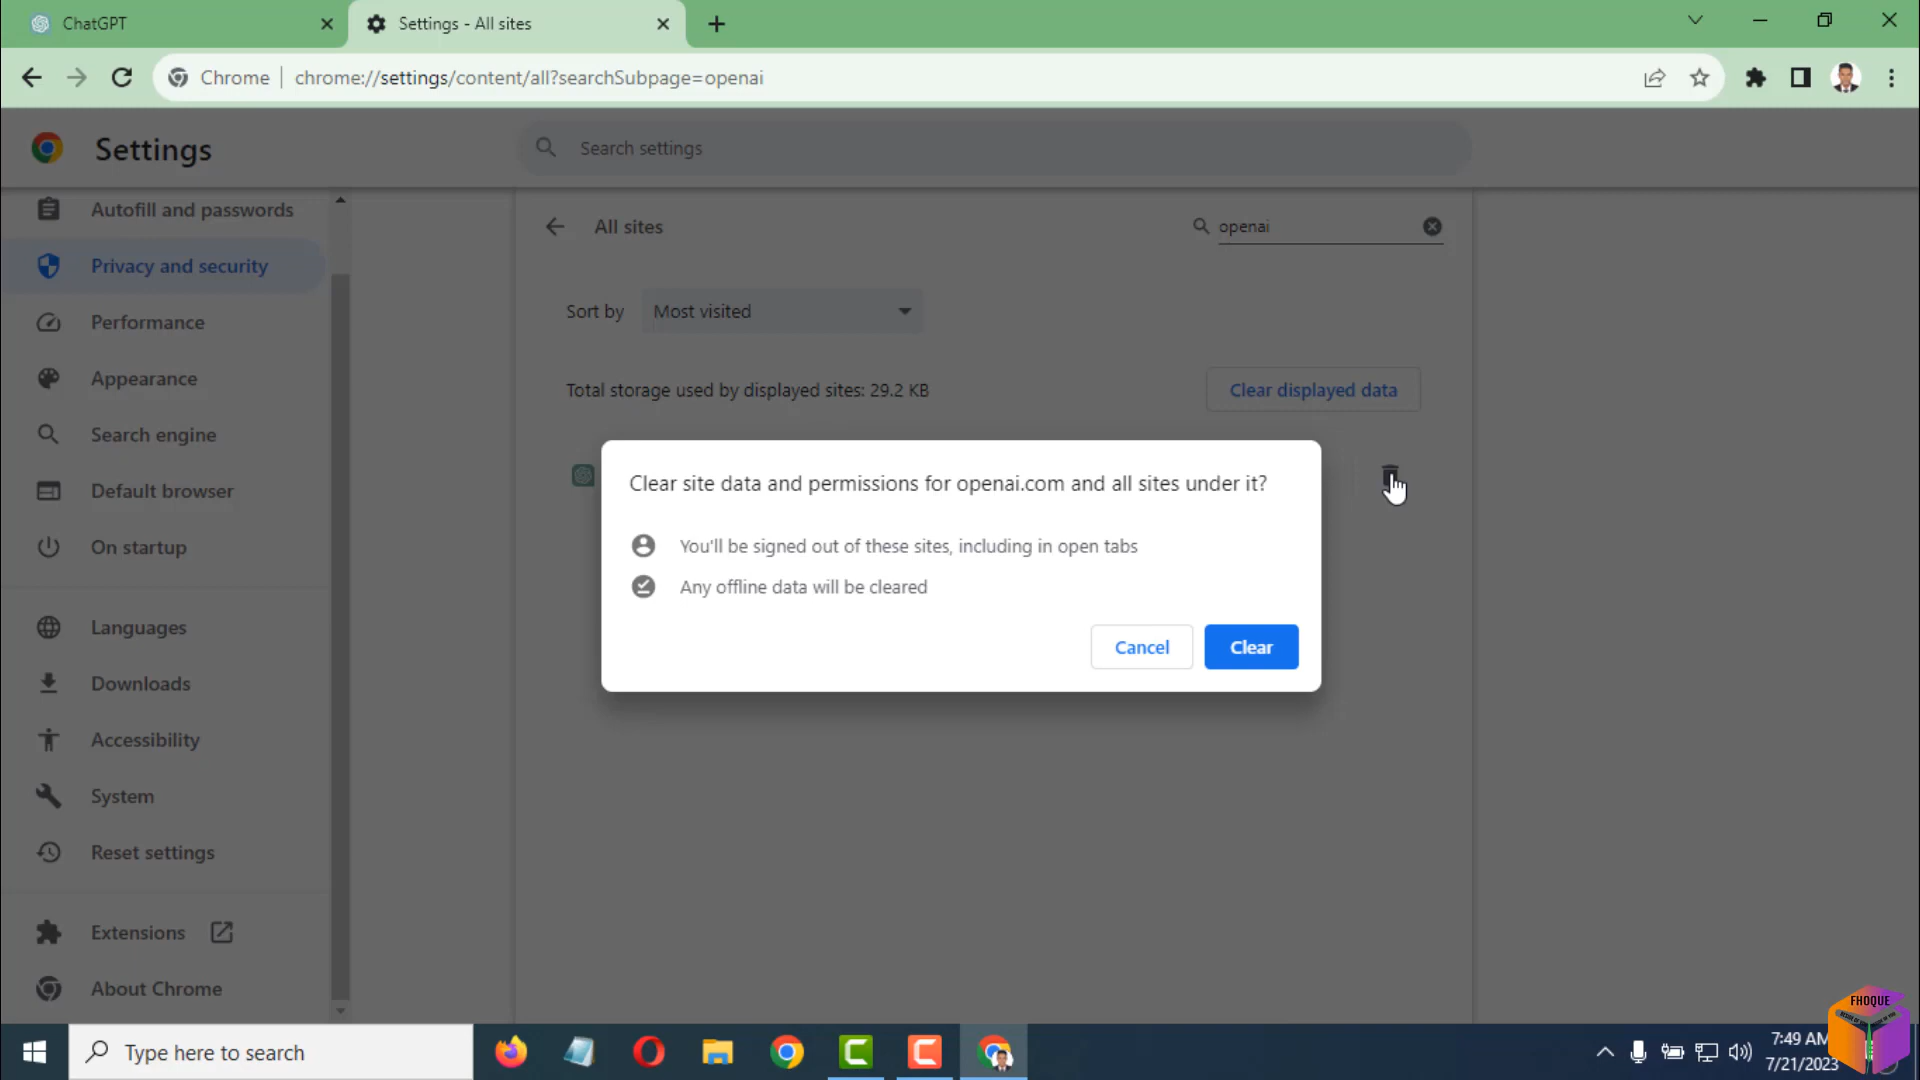 ChatGPT
Settings - All sites
Chrome
chrome://settings/content/all?searchSubpage=openai
Settings
Search settings
Autofill and passwords
Privacy and security
Performance
Appearance
Search engine
Default browser
On startup
Languages
Downloads
Accessibility
System
Reset settings
Extensions
About Chrome
All sites
openai
Sort by
Most visited
Total storage used by displayed sites: 29.2 KB
Clear displayed data
Clear site data and permissions for openai.com and all sites under it?
You'll be signed out of these sites, including in open tabs
Any offline data will be cleared
Cancel
Clear
Type here to search
7:49 AM
7/21/2023
FHOQUE